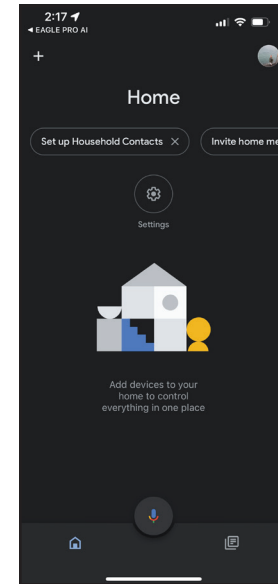 2:17
◀ EAGLE PRO AI
+
Home
Set up Household Contacts ×
Invite home me
Settings
Add devices to your
home to control
everything in one place